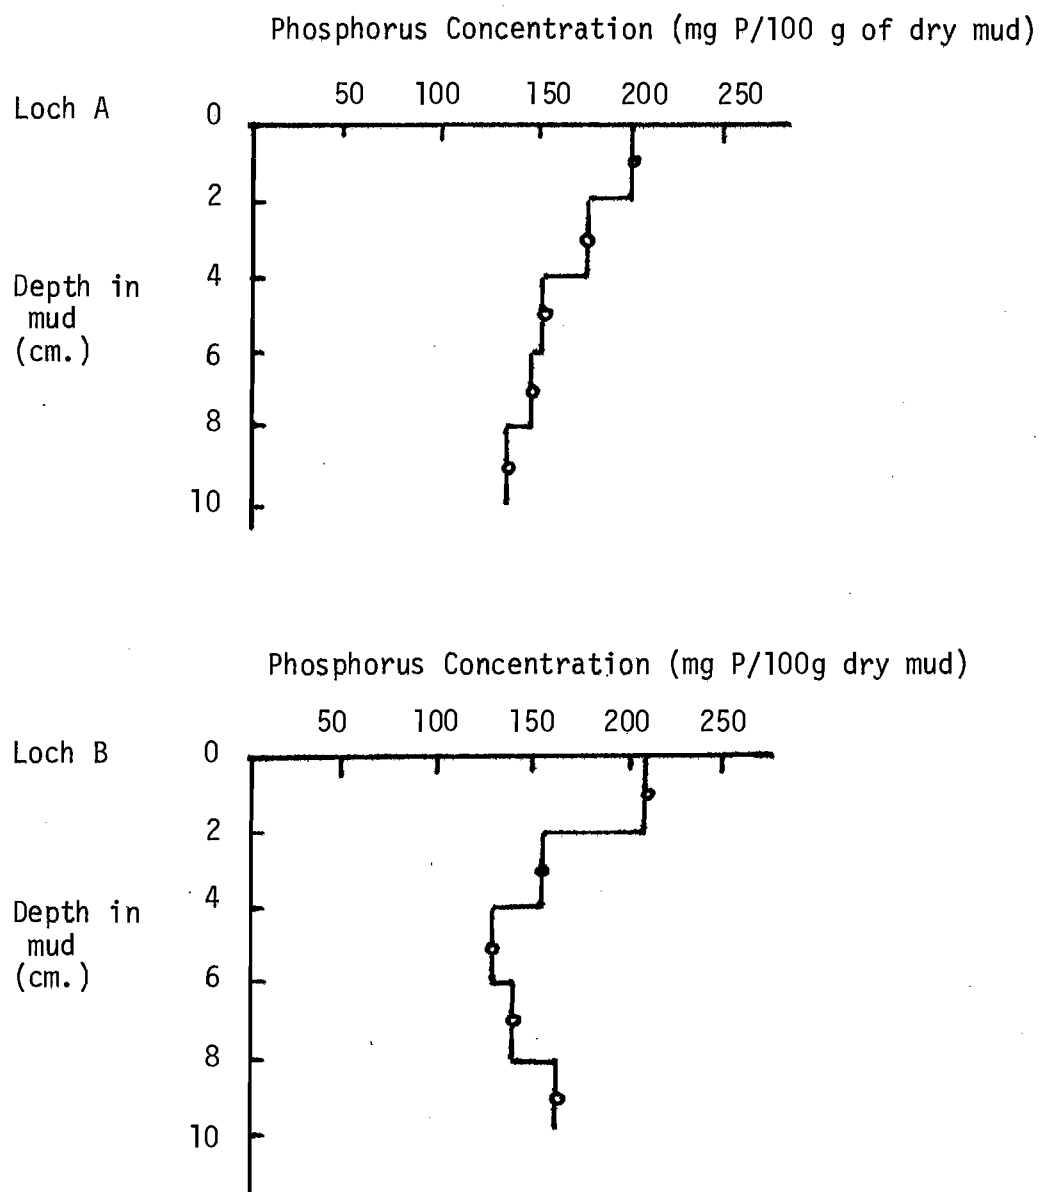 Phosphorus Concentration (mg P/100 g of dry mud)
50 100 150 200 250
Loch A
0
2
4
Depth in
mud
(cm.)
6
8
10
Phosphorus Concentration (mg P/100g dry mud)
50 100 150 200 250
Loch B
0
2
4
Depth in
mud
(cm.)
6
8
10